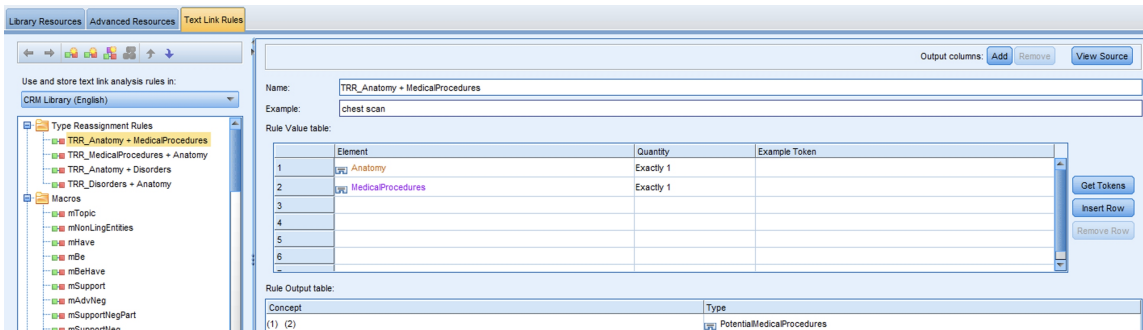 Library Resources Advanced Resources Text Link Rules
Output columns: Add Remove View Source
Use and store text link analysis rules in:
CRM Library (English)
Type Reassignment Rules
TRR_Anatomy + MedicalProcedures
TRR_MedicalProcedures + Anatomy
TRR_Anatomy + Disorders
TRR_Disorders + Anatomy
Macros
mTopic
mNonLingEntities
mHave
mBe
mBeHave
mSupport
mAdvNeg
mSupportNegPart
mSupportNeg
Name: TRR_Anatomy + MedicalProcedures
Example: chest scan
Rule Value table:
Element Quantity Example Token
1 Anatomy Exactly 1
2 MedicalProcedures Exactly 1
3
4
5
6
Get Tokens
Insert Row
Remove Row
Rule Output table:
Concept Type
(1) (2) PotentialMedicalProcedures